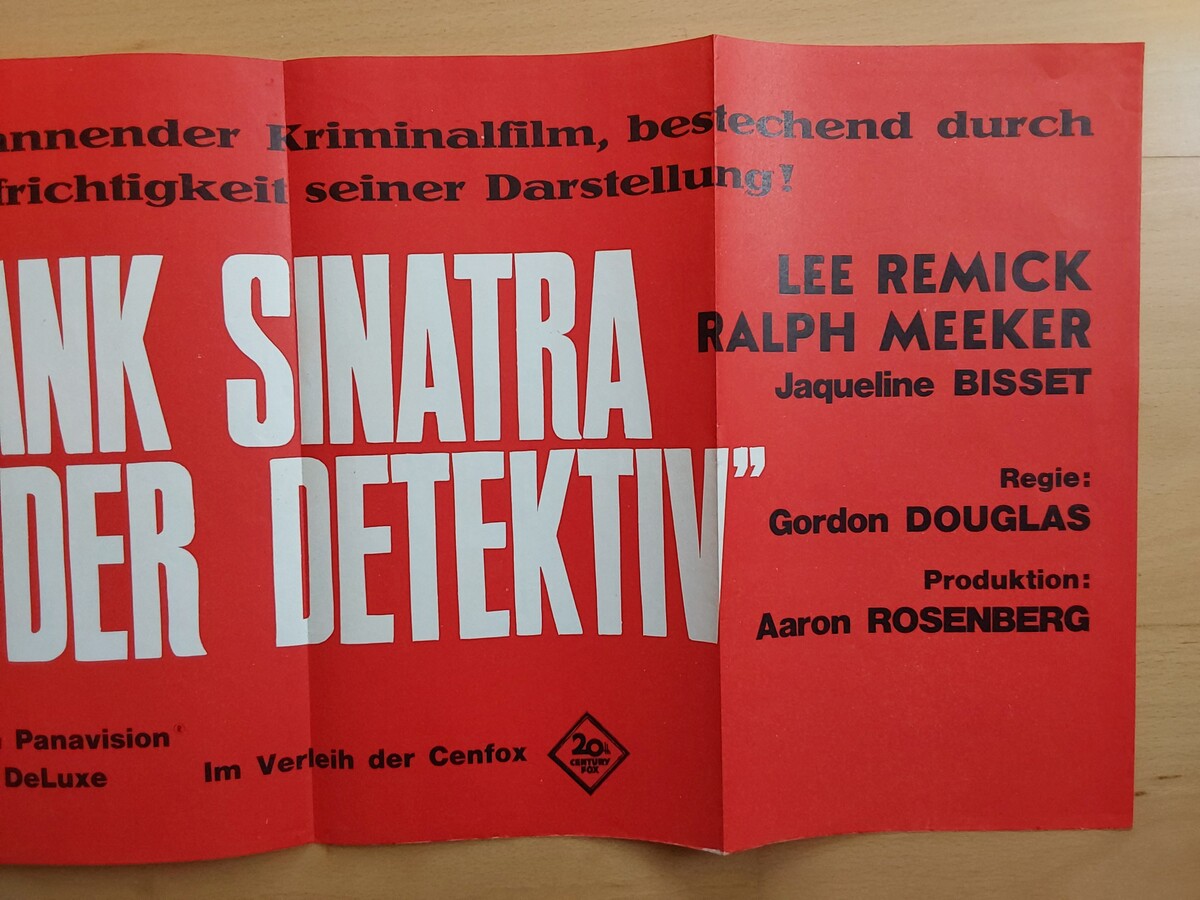 annender Kriminalfilm, bestechend durch
frichtigkeit seiner Darstellung!
ANK SINATRA
DER DETEKTIV”
LEE REMICK
RALPH MEEKER
Jaqueline BISSET
Regie:
Gordon DOUGLAS
Produktion:
Aaron ROSENBERG
Panavision®
DeLuxe
Im Verleih der Cenfox
20th
CENTURY
FOX